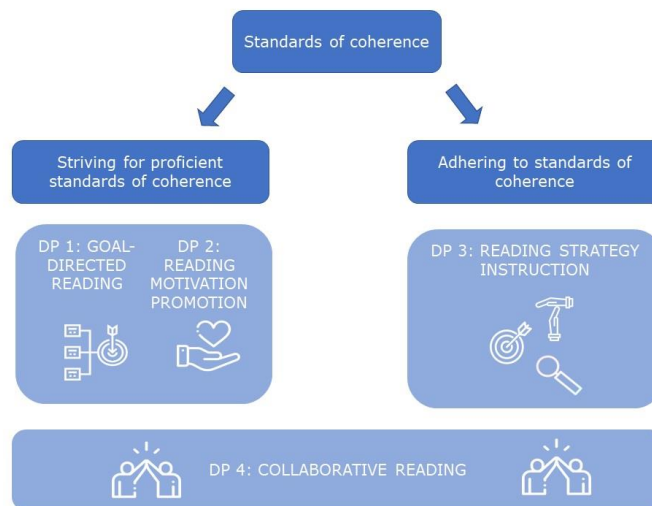 Standards of coherence
Striving for proficient
standards of coherence
Adhering to standards of
coherence
DP 1: GOAL-
DIRECTED
READING
DP 2:
READING
MOTIVATION
PROMOTION
DP 3: READING STRATEGY
INSTRUCTION
DP 4: COLLABORATIVE READING